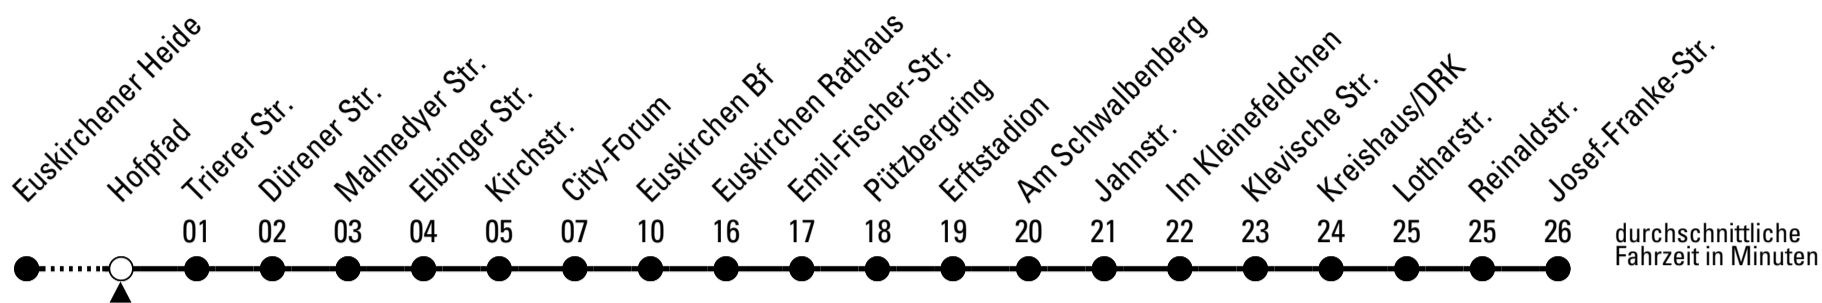 Euskirchener Heide
Hofpfad
Trierer Str.
Dürener Str.
Malmedyer Str.
Elbinger Str.
Kirchstr.
City-Forum
Euskirchen Bf
Euskirchen Rathaus
Emil-Fischer-Str.
Pützbergring
Erftstadion
Am Schwalbenberg
Jahnstr.
Im Kleinefeldchen
Klevische Str.
Kreishaus/DRK
Lotharstr.
Reinaldstr.
Josef-Franke-Str.
01 02 03 04 05 07 10 16 17 18 19 20 21 22 23 24 25 25 26
durchschnittliche
Fahrzeit in Minuten